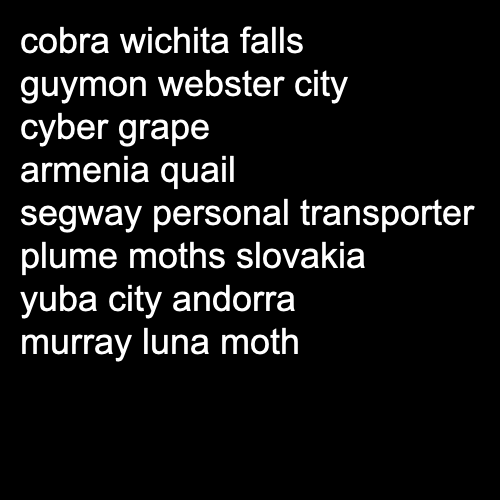 cobra wichita falls
guymon webster city
cyber grape
armenia quail
segway personal transporter
plume moths slovakia
yuba city andorra
murray luna moth